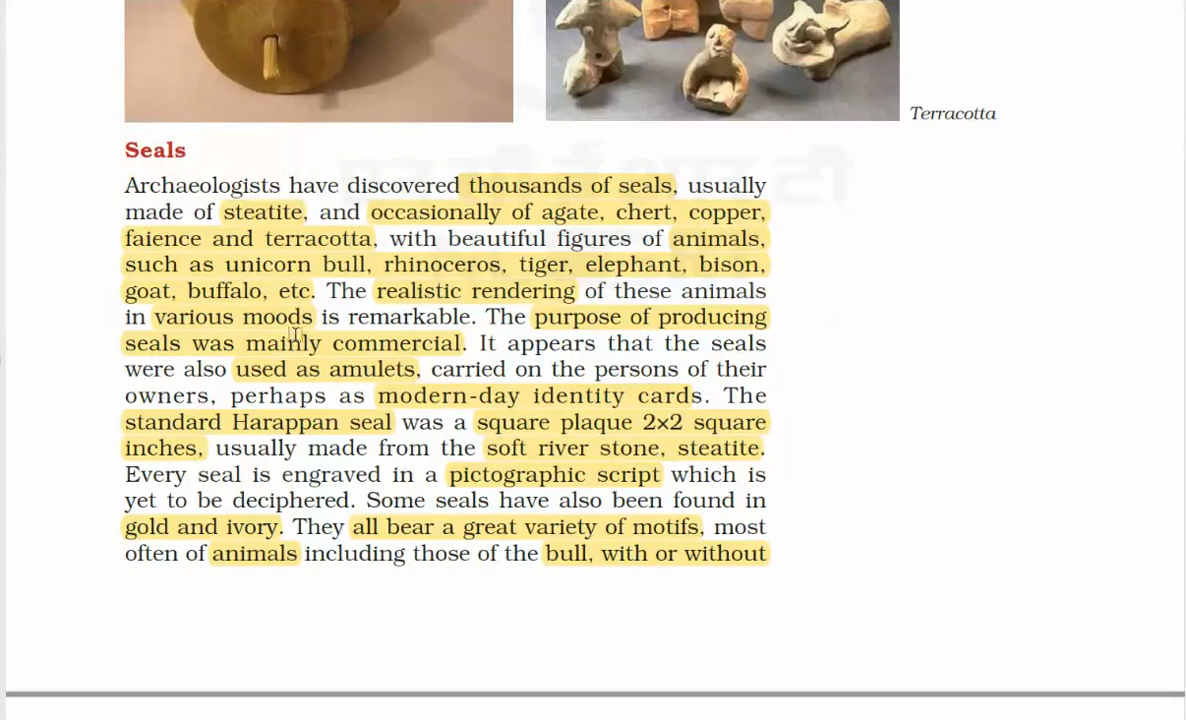 Terracotta
Seals
Archaeologists have discovered thousands of seals, usually
made of steatite, and occasionally of agate, chert, copper,
faience and terracotta, with beautiful figures of animals,
such as unicorn bull, rhinoceros, tiger, elephant, bison,
goat, buffalo, etc. The realistic rendering of these animals
in various moods is remarkable. The purpose of producing
seals was mainly commercial. It appears that the seals
were also used as amulets, carried on the persons of their
owners, perhaps as modern-day identity cards. The
standard Harappan seal was a square plaque 2×2 square
inches, usually made from the soft river stone, steatite.
Every seal is engraved in a pictographic script which is
yet to be deciphered. Some seals have also been found in
gold and ivory. They all bear a great variety of motifs, most
often of animals including those of the bull, with or without